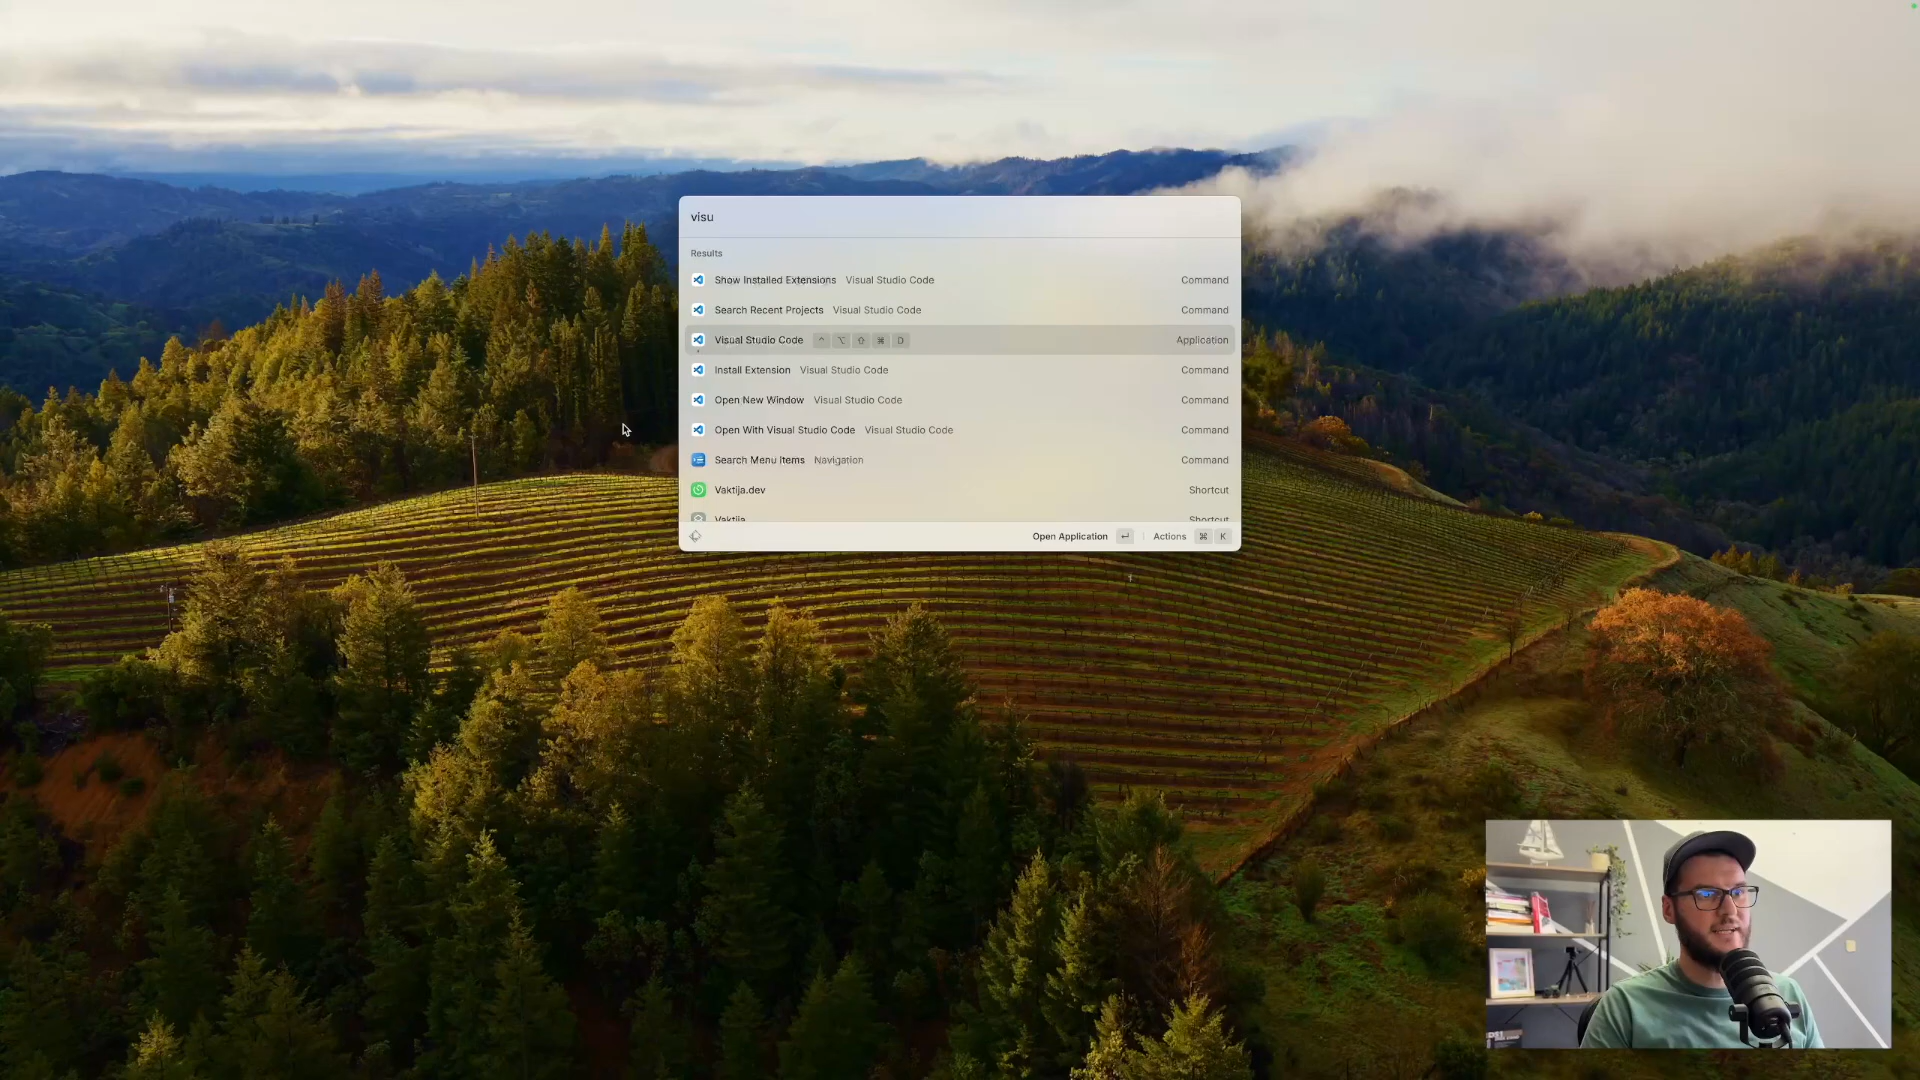 visu
Results
Show Installed Extensions Visual Studio Code Command
Search Recent Projects Visual Studio Code Command
Visual Studio Code ^ ⌥ ⇧ ⌘ D Application
Install Extension Visual Studio Code Command
Open New Window Visual Studio Code Command
Open With Visual Studio Code Visual Studio Code Command
Search Menu Items Navigation Command
Vaktija.dev Shortcut
Vaktija Shortcut
Open Application ↵ Actions ⌘ K